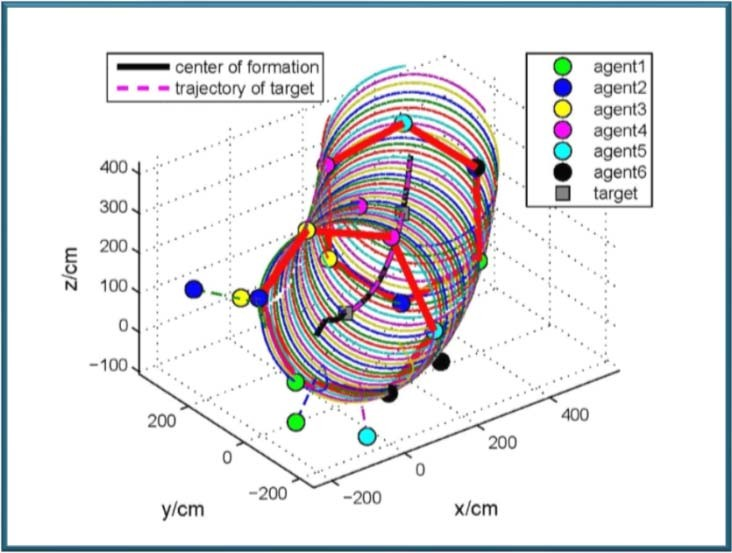 center of formation
trajectory of target
agent1
agent2
agent3
agent4
agent5
agent6
target
400
300
200
100
0
−100
z/cm
200
0
−200
y/cm
−200
0
200
400
x/cm